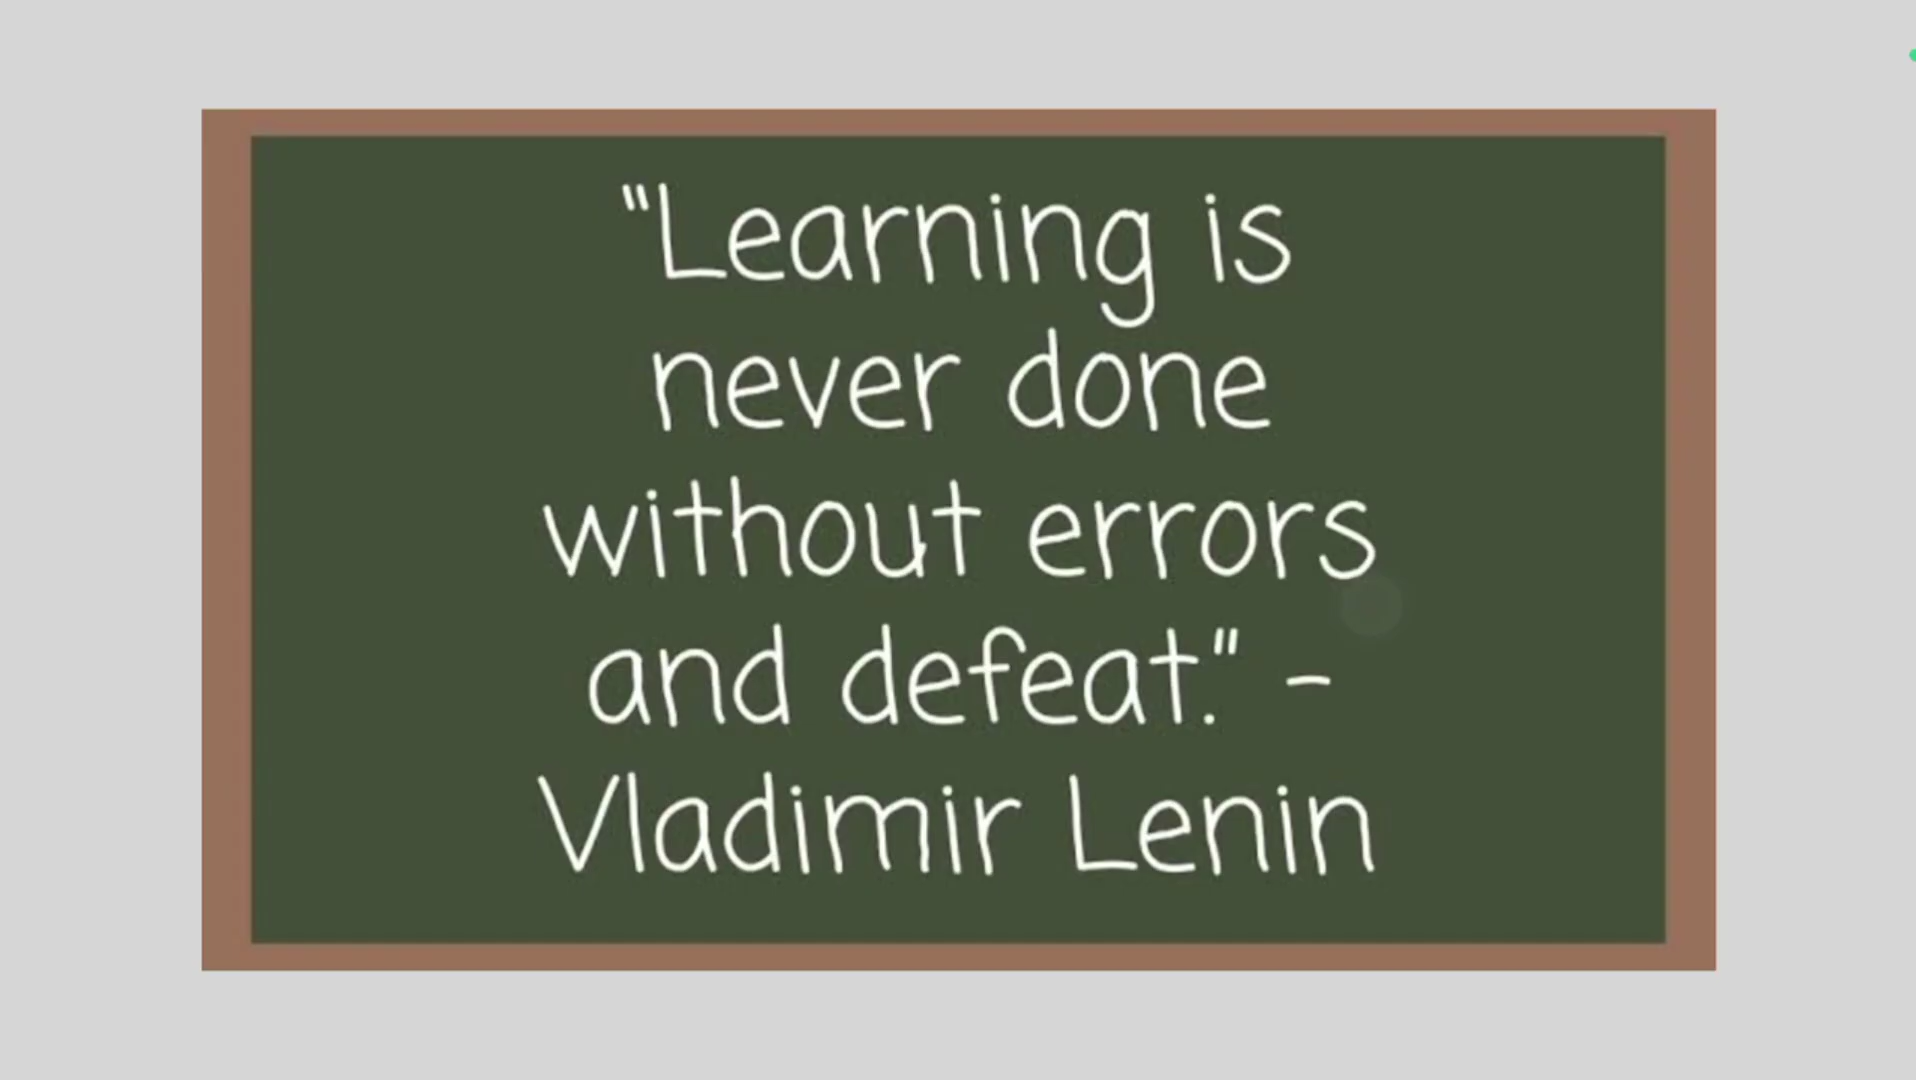 "Learning is
never done
without errors
and defeat." -
Vladimir Lenin